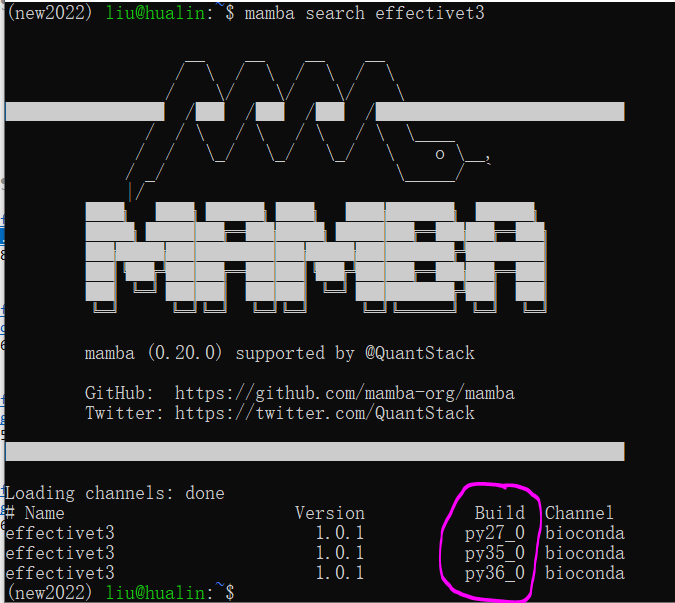 (new2022) liu@hualin:~$ mamba search effectivet3
mamba (0.20.0) supported by @QuantStack
GitHub: https://github.com/mamba-org/mamba
Twitter: https://twitter.com/QuantStack
Loading channels: done
# Name Version Build Channel
effectivet3 1.0.1 py27_0 bioconda
effectivet3 1.0.1 py35_0 bioconda
effectivet3 1.0.1 py36_0 bioconda
(new2022) liu@hualin:~$